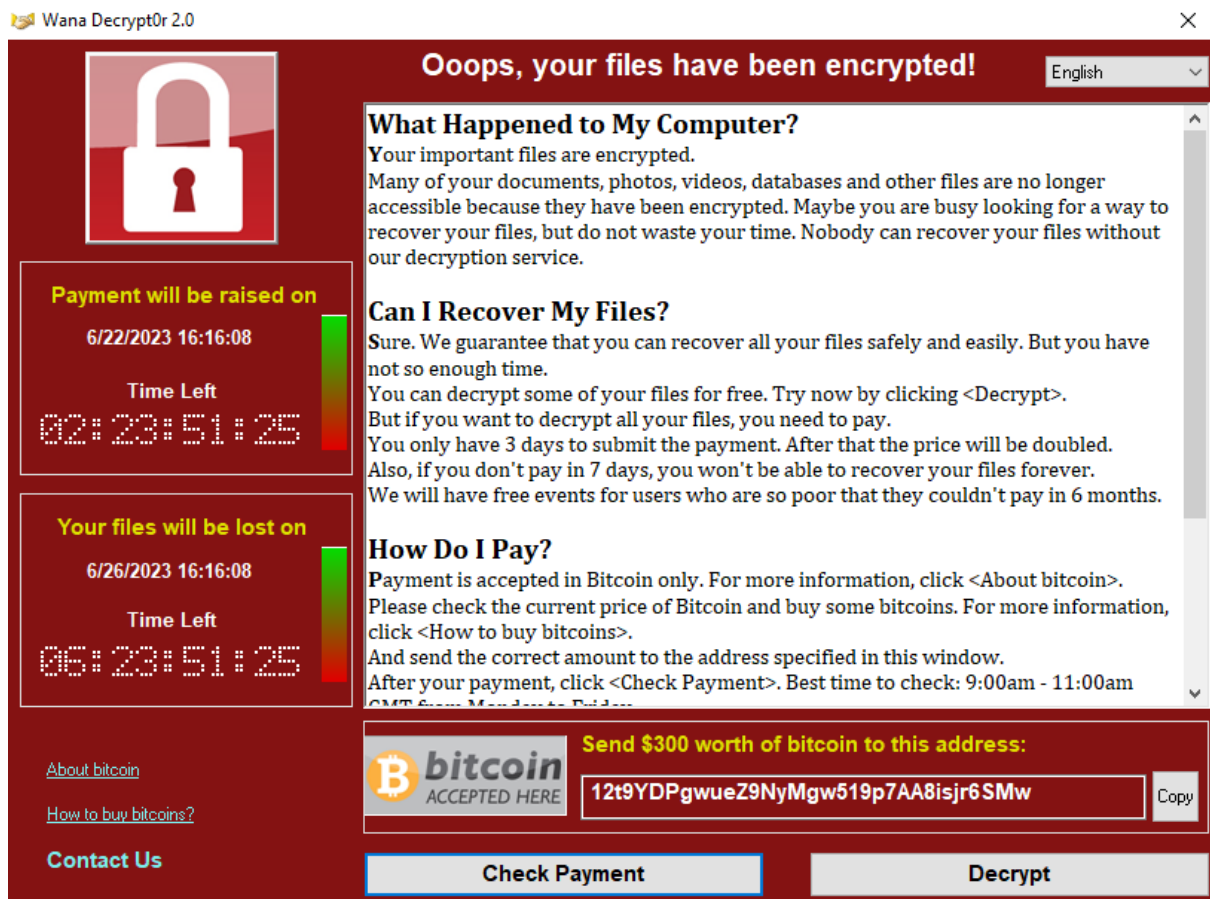 Wana Decrypt0r 2.0
Ooops, your files have been encrypted!
English
Payment will be raised on
6/22/2023 16:16:08
Time Left
02:23:51:25
Your files will be lost on
6/26/2023 16:16:08
Time Left
06:23:51:25
About bitcoin
How to buy bitcoins?
Contact Us
What Happened to My Computer?
Your important files are encrypted.
Many of your documents, photos, videos, databases and other files are no longer
accessible because they have been encrypted. Maybe you are busy looking for a way to
recover your files, but do not waste your time. Nobody can recover your files without
our decryption service.
Can I Recover My Files?
Sure. We guarantee that you can recover all your files safely and easily. But you have
not so enough time.
You can decrypt some of your files for free. Try now by clicking <Decrypt>.
But if you want to decrypt all your files, you need to pay.
You only have 3 days to submit the payment. After that the price will be doubled.
Also, if you don't pay in 7 days, you won't be able to recover your files forever.
We will have free events for users who are so poor that they couldn't pay in 6 months.
How Do I Pay?
Payment is accepted in Bitcoin only. For more information, click <About bitcoin>.
Please check the current price of Bitcoin and buy some bitcoins. For more information,
click <How to buy bitcoins>.
And send the correct amount to the address specified in this window.
After your payment, click <Check Payment>. Best time to check: 9:00am - 11:00am
GMT from Monday to Friday
bitcoin
ACCEPTED HERE
Send $300 worth of bitcoin to this address:
12t9YDPgwueZ9NyMgw519p7AA8isjr6SMw
Copy
Check Payment
Decrypt